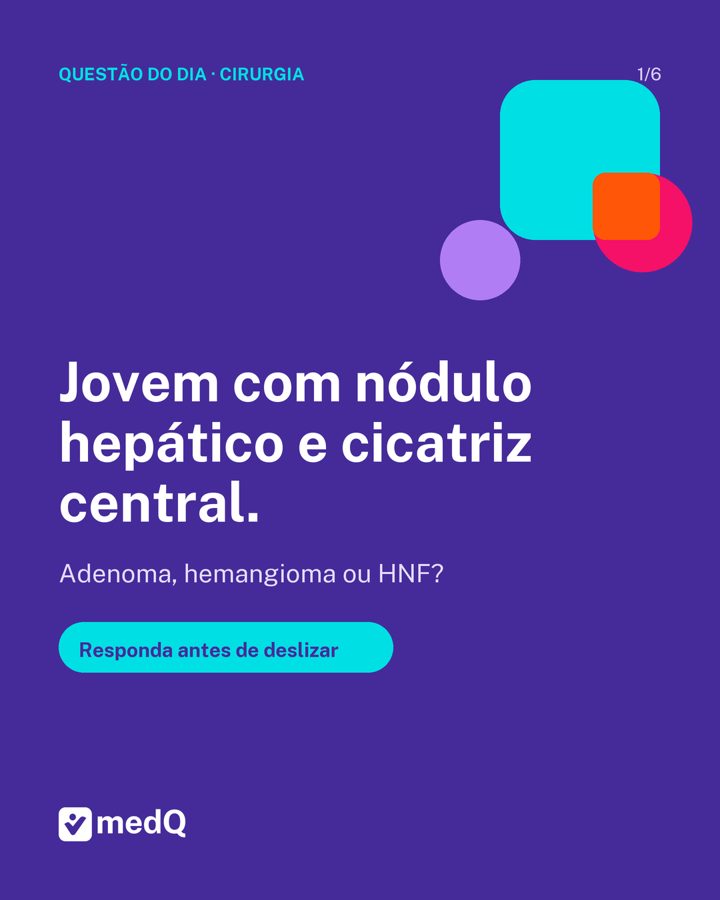 QUESTÃO DO DIA · CIRURGIA
1/6
Jovem com nódulo
hepático e cicatriz
central.
Adenoma, hemangioma ou HNF?
Responda antes de deslizar
medQ